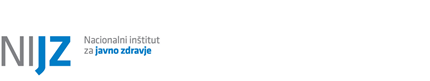 NIJZ
Nacionalni inštitut
za javno zdravje